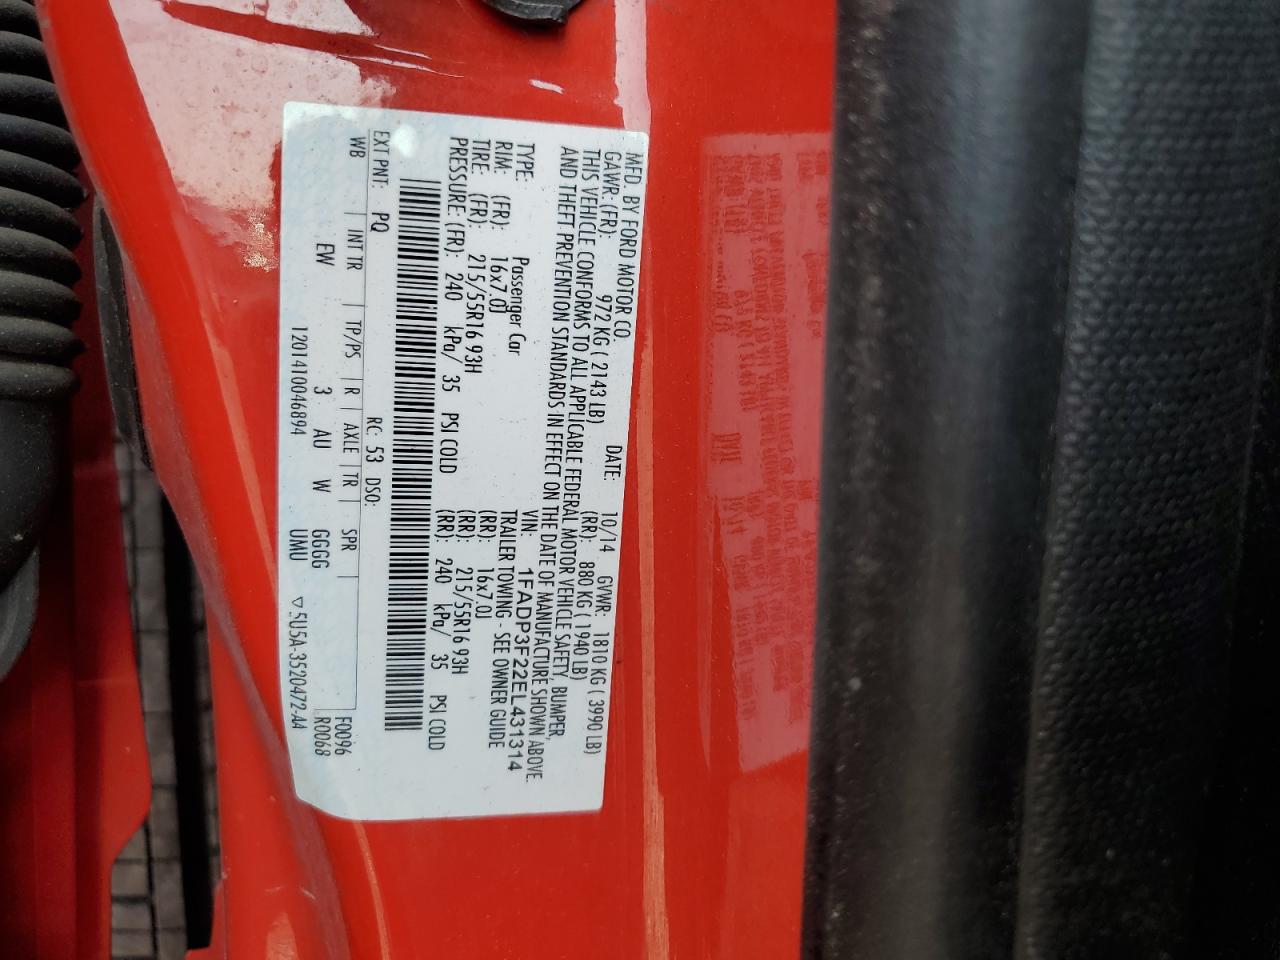 MFD. BY FORD MOTOR CO.
DATE: 10/14 GVWR: 1810 KG ( 3990 LB)
GAWR: (FR): 972 KG ( 2143 LB) (RR): 880 KG ( 1940 LB)
THIS VEHICLE CONFORMS TO ALL APPLICABLE FEDERAL MOTOR VEHICLE SAFETY, BUMPER,
AND THEFT PREVENTION STANDARDS IN EFFECT ON THE DATE OF MANUFACTURE SHOWN ABOVE.
VIN: 1FADP3F22EL431314
TYPE: Passenger Car TRAILER TOWING - SEE OWNER GUIDE
RIM: (FR): 16x7.0J (RR): 16x7.0J
TIRE: (FR): 215/55R16 93H (RR): 215/55R16 93H
PRESSURE: (FR): 240 kPa/ 35 PSI COLD (RR): 240 kPa/ 35 PSI COLD
EXT PNT: PQ RC: 53 DSO:
WB INT TR TP/PS R AXLE TR SPR F0096
EW 3 AU W GGGG R0068
1201410046894 UMU ▽5U5A-3520472-AA